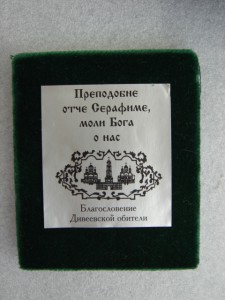 Преподобне
отче Серафиме,
моли Бога
о нас
Благословение
Дивеевской обители